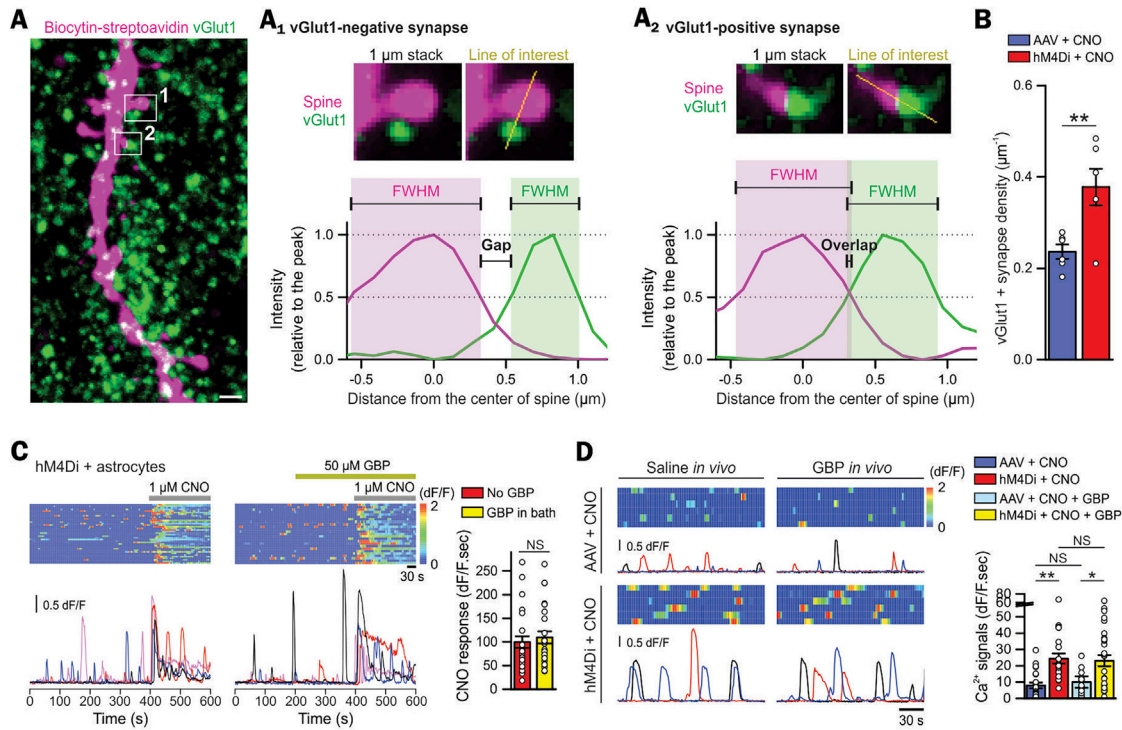 A
Biocytin-streptoavidin vGlut1
1
2
A1 vGlut1-negative synapse
1 µm stack
Line of interest
Spine
vGlut1
FWHM
FWHM
Gap
1.0
0.5
0.0
Intensity
(relative to the peak)
-0.5 0.0 0.5 1.0
Distance from the center of spine (µm)
A2 vGlut1-positive synapse
1 µm stack
Line of interest
Spine
vGlut1
FWHM
FWHM
Overlap
1.0
0.5
0.0
Intensity
(relative to the peak)
-0.5 0.0 0.5 1.0
Distance from the center of spine (µm)
B
AAV + CNO
hM4Di + CNO
**
0.6
0.4
0.2
0.0
vGlut1 + synapse density (µm-1)
C
hM4Di + astrocytes
1 µM CNO
50 µM GBP
1 µM CNO
(dF/F)
2
0
30 s
0.5 dF/F
0 100 200 300 400 500 600
Time (s)
0 100 200 300 400 500 600
Time (s)
No GBP
GBP in bath
NS
250
200
150
100
50
0
CNO response (dF/F.sec)
D
Saline in vivo
GBP in vivo
(dF/F)
2
0
AAV + CNO
0.5 dF/F
hM4Di + CNO
0.5 dF/F
30 s
AAV + CNO
hM4Di + CNO
AAV + CNO + GBP
hM4Di + CNO + GBP
NS
NS
**
*
80
60
50
40
30
20
10
0
Ca2+ signals (dF/F.sec)